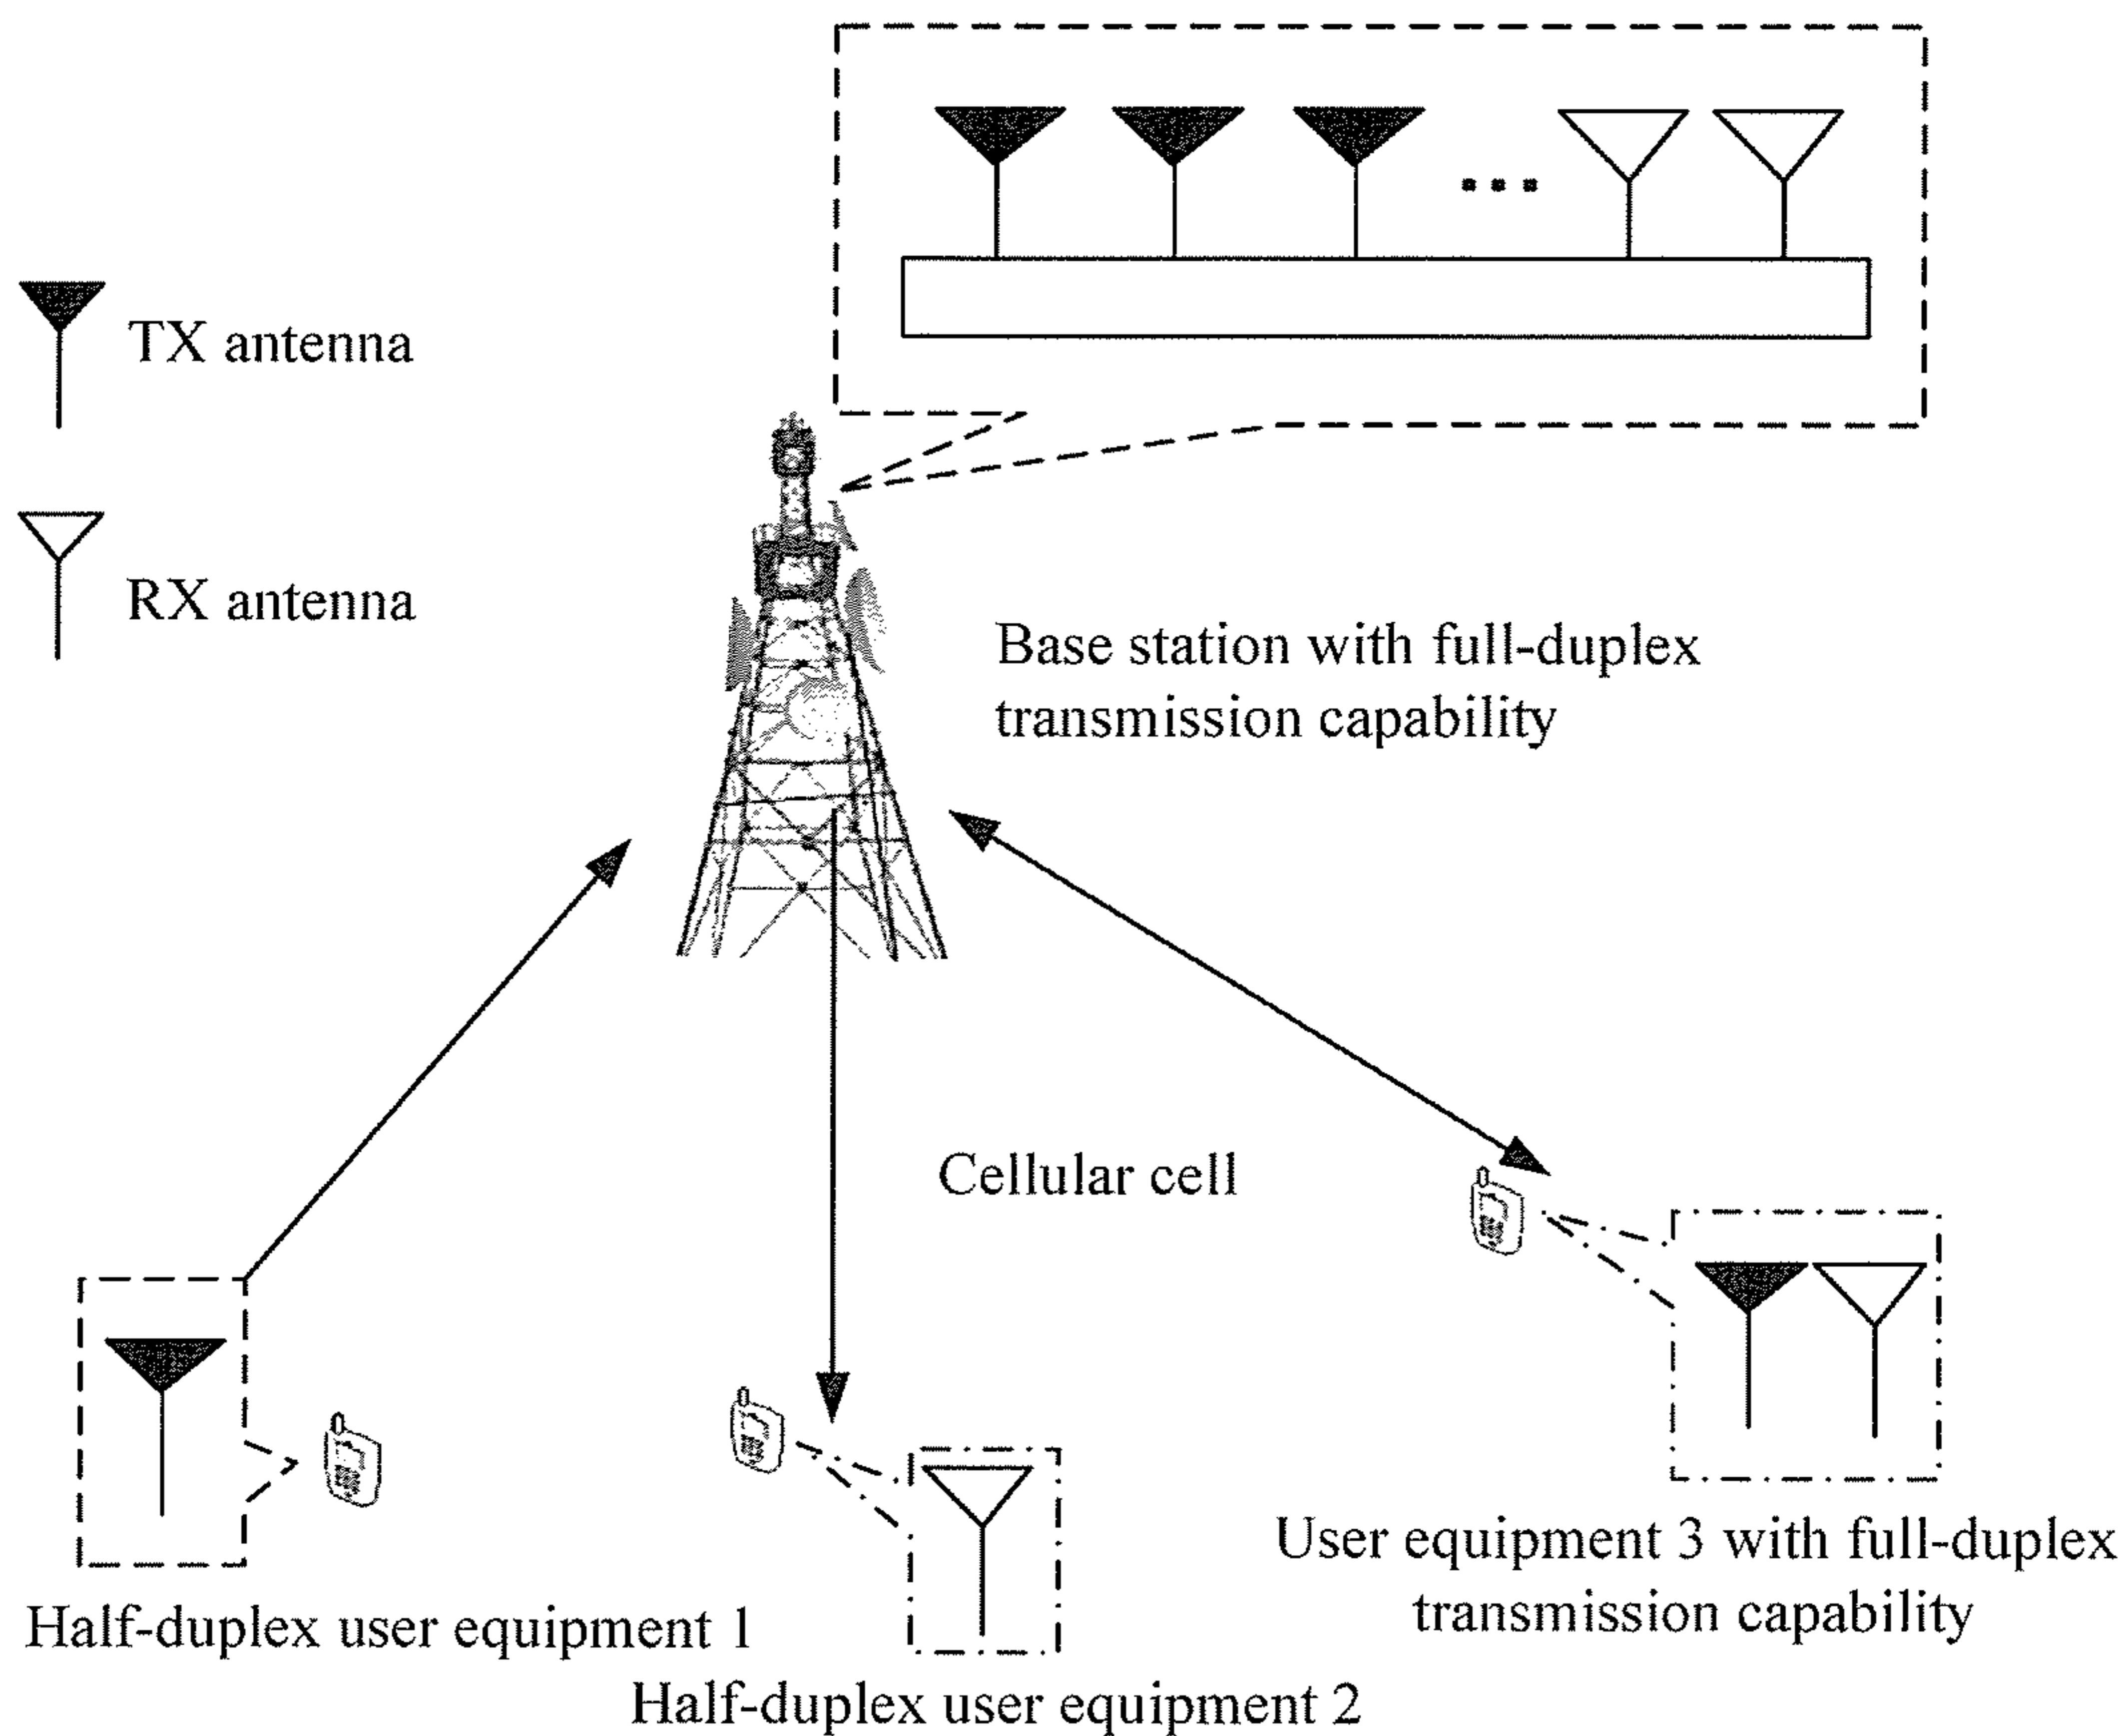 TX antenna
RX antenna
Base station with full-duplex
transmission capability
Cellular cell
Half-duplex user equipment 1
Half-duplex user equipment 2
User equipment 3 with full-duplex
transmission capability